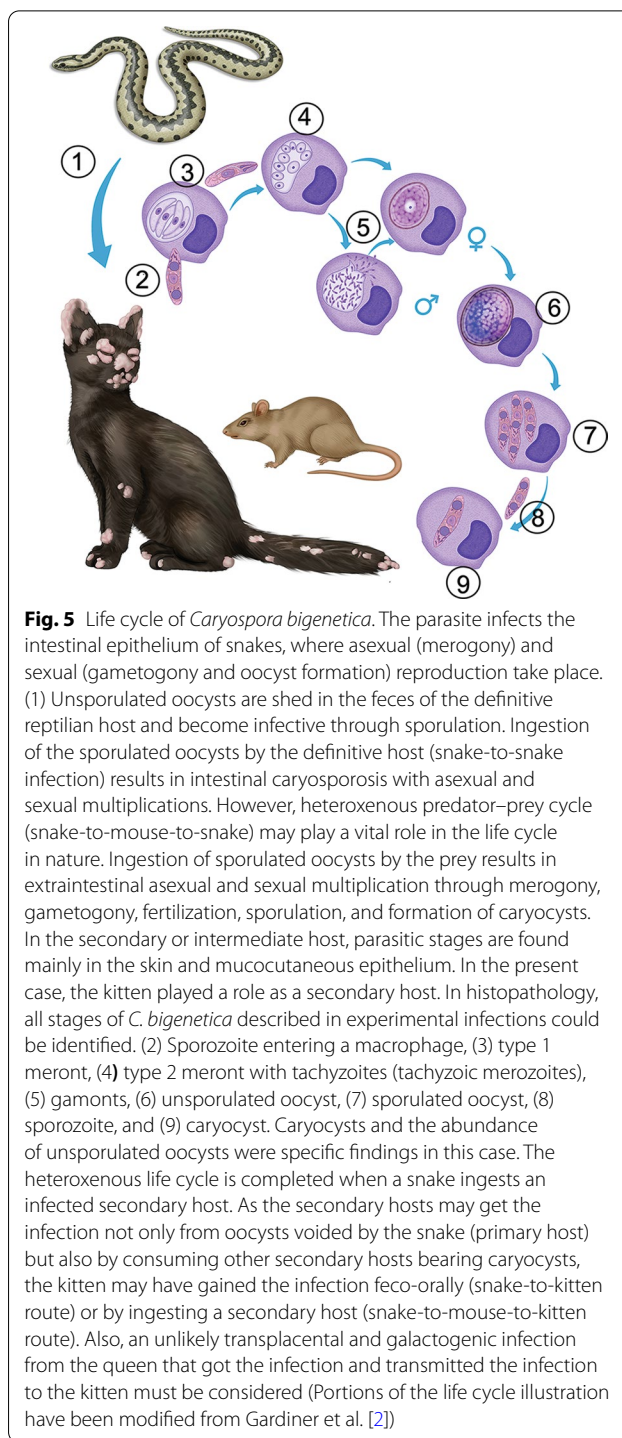 1
2
3
4
5
♀
♂
6
7
8
9
Fig. 5 Life cycle of Caryospora bigenetica. The parasite infects the
intestinal epithelium of snakes, where asexual (merogony) and
sexual (gametogony and oocyst formation) reproduction take place.
(1) Unsporulated oocysts are shed in the feces of the definitive
reptilian host and become infective through sporulation. Ingestion
of the sporulated oocysts by the definitive host (snake-to-snake
infection) results in intestinal caryosporosis with asexual and
sexual multiplications. However, heteroxenous predator–prey cycle
(snake-to-mouse-to-snake) may play a vital role in the life cycle
in nature. Ingestion of sporulated oocysts by the prey results in
extraintestinal asexual and sexual multiplication through merogony,
gametogony, fertilization, sporulation, and formation of caryocysts.
In the secondary or intermediate host, parasitic stages are found
mainly in the skin and mucocutaneous epithelium. In the present
case, the kitten played a role as a secondary host. In histopathology,
all stages of C. bigenetica described in experimental infections could
be identified. (2) Sporozoite entering a macrophage, (3) type 1
meront, (4) type 2 meront with tachyzoites (tachyzoic merozoites),
(5) gamonts, (6) unsporulated oocyst, (7) sporulated oocyst, (8)
sporozoite, and (9) caryocyst. Caryocysts and the abundance
of unsporulated oocysts were specific findings in this case. The
heteroxenous life cycle is completed when a snake ingests an
infected secondary host. As the secondary hosts may get the
infection not only from oocysts voided by the snake (primary host)
but also by consuming other secondary hosts bearing caryocysts,
the kitten may have gained the infection feco-orally (snake-to-kitten
route) or by ingesting a secondary host (snake-to-mouse-to-kitten
route). Also, an unlikely transplacental and galactogenic infection
from the queen that got the infection and transmitted the infection
to the kitten must be considered (Portions of the life cycle illustration
have been modified from Gardiner et al. [2])